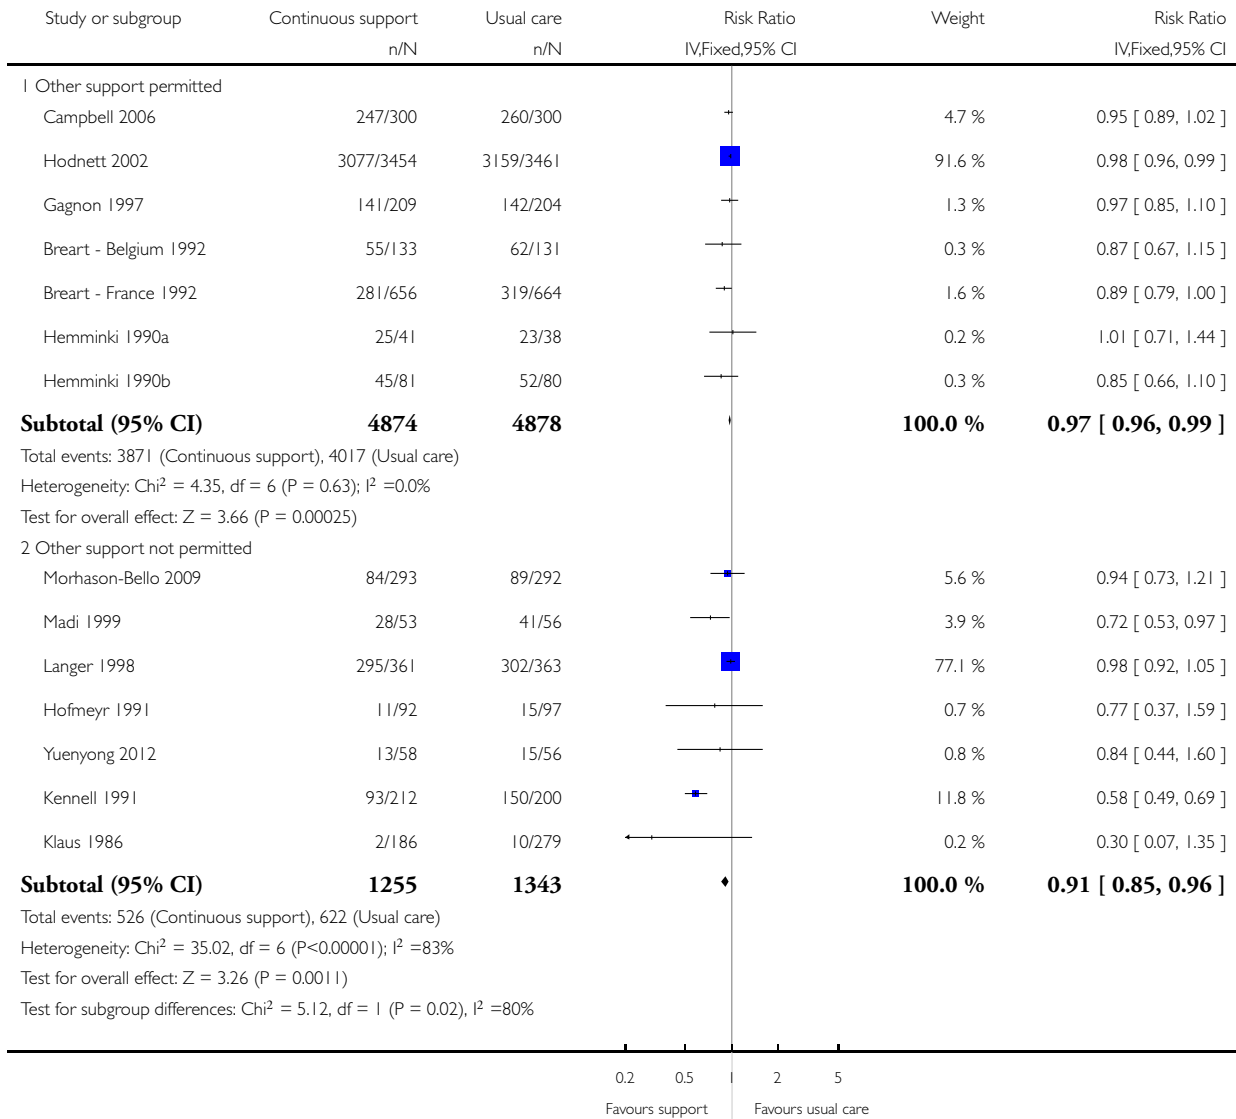 Study or subgroup Continuous support Usual care Risk Ratio Weight Risk Ratio
n/N n/N IV,Fixed,95% CI IV,Fixed,95% CI
1 Other support permitted
Campbell 2006 247/300 260/300 4.7 % 0.95 [ 0.89, 1.02 ]
Hodnett 2002 3077/3454 3159/3461 91.6 % 0.98 [ 0.96, 0.99 ]
Gagnon 1997 141/209 142/204 1.3 % 0.97 [ 0.85, 1.10 ]
Breart - Belgium 1992 55/133 62/131 0.3 % 0.87 [ 0.67, 1.15 ]
Breart - France 1992 281/656 319/664 1.6 % 0.89 [ 0.79, 1.00 ]
Hemminki 1990a 25/41 23/38 0.2 % 1.01 [ 0.71, 1.44 ]
Hemminki 1990b 45/81 52/80 0.3 % 0.85 [ 0.66, 1.10 ]
Subtotal (95% CI) 4874 4878 100.0 % 0.97 [ 0.96, 0.99 ]
Total events: 3871 (Continuous support), 4017 (Usual care)
Heterogeneity: Chi² = 4.35, df = 6 (P = 0.63); I² =0.0%
Test for overall effect: Z = 3.66 (P = 0.00025)
2 Other support not permitted
Morhason-Bello 2009 84/293 89/292 5.6 % 0.94 [ 0.73, 1.21 ]
Madi 1999 28/53 41/56 3.9 % 0.72 [ 0.53, 0.97 ]
Langer 1998 295/361 302/363 77.1 % 0.98 [ 0.92, 1.05 ]
Hofmeyr 1991 11/92 15/97 0.7 % 0.77 [ 0.37, 1.59 ]
Yuenyong 2012 13/58 15/56 0.8 % 0.84 [ 0.44, 1.60 ]
Kennell 1991 93/212 150/200 11.8 % 0.58 [ 0.49, 0.69 ]
Klaus 1986 2/186 10/279 0.2 % 0.30 [ 0.07, 1.35 ]
Subtotal (95% CI) 1255 1343 100.0 % 0.91 [ 0.85, 0.96 ]
Total events: 526 (Continuous support), 622 (Usual care)
Heterogeneity: Chi² = 35.02, df = 6 (P<0.00001); I² =83%
Test for overall effect: Z = 3.26 (P = 0.0011)
Test for subgroup differences: Chi² = 5.12, df = 1 (P = 0.02), I² =80%
0.2 0.5 1 2 5
Favours support Favours usual care